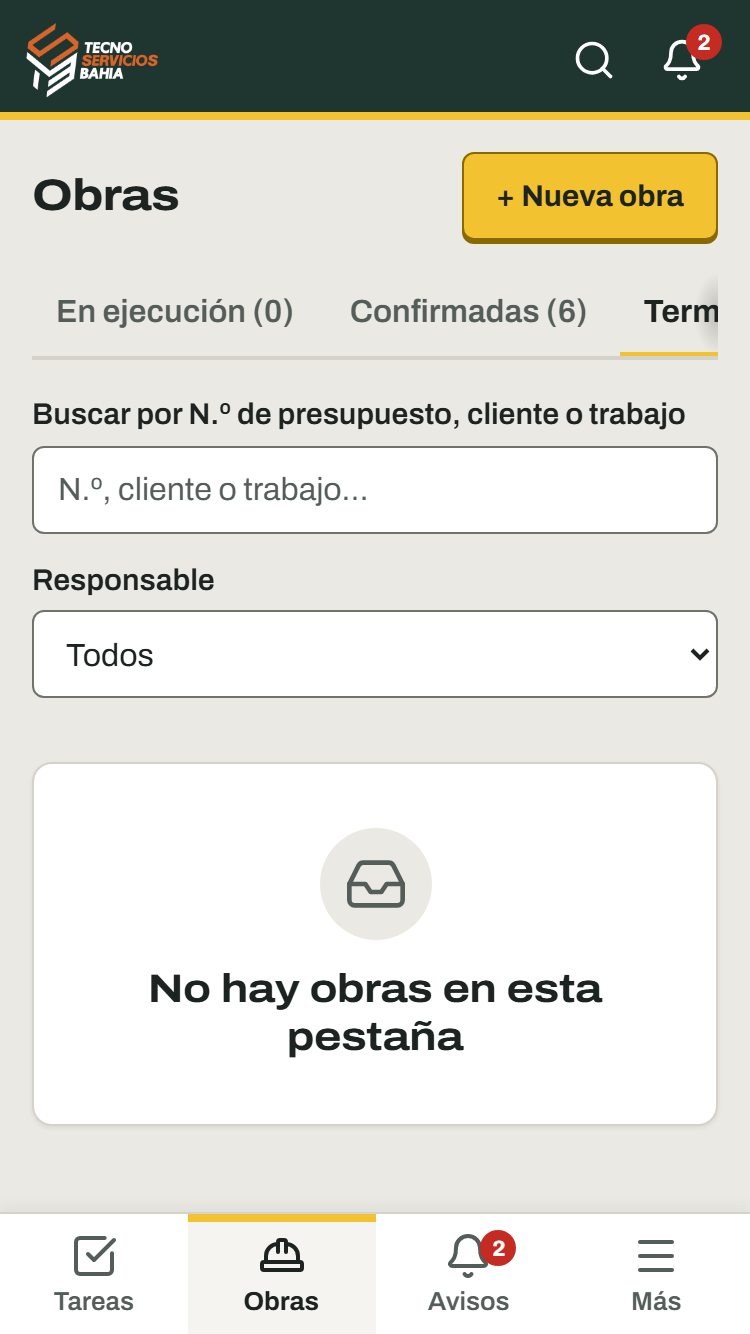 TECNO
SERVICIOS
BAHIA
2
Obras
+ Nueva obra
En ejecución (0) Confirmadas (6) Term
Buscar por N.º de presupuesto, cliente o trabajo
N.º, cliente o trabajo...
Responsable
Todos
No hay obras en esta
pestaña
2
Tareas Obras Avisos Más